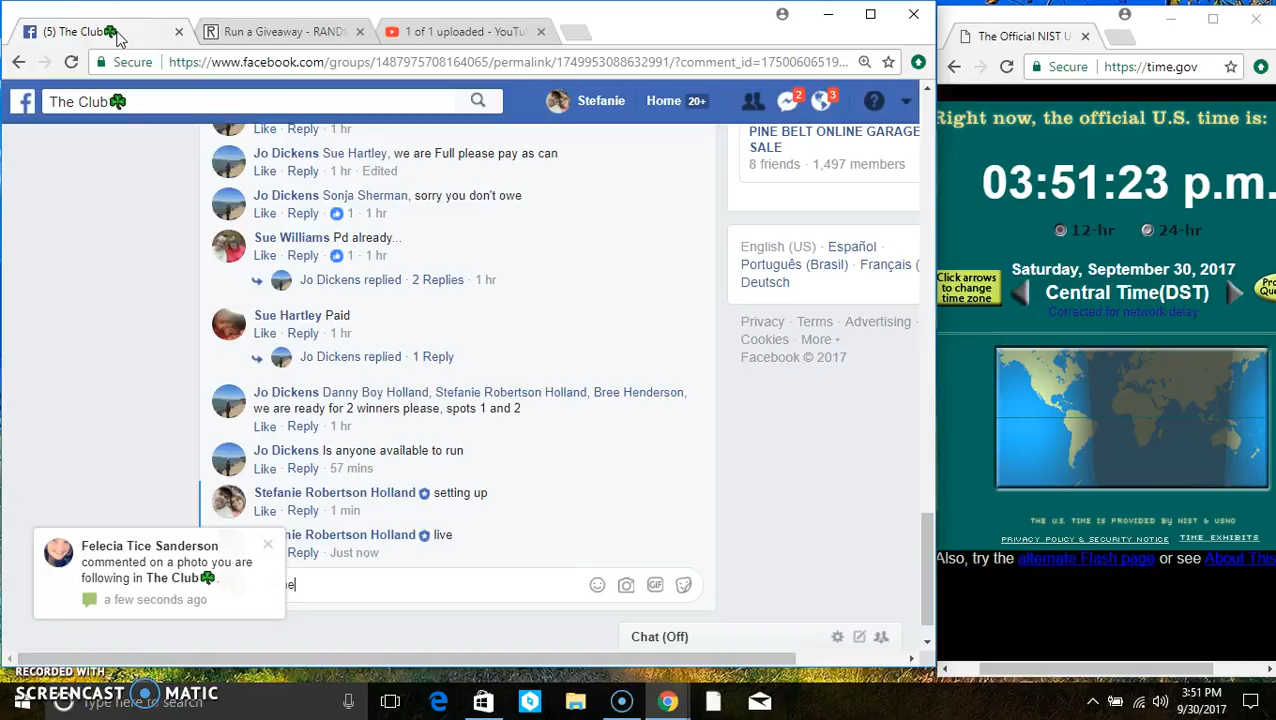 (5) The Club
Run a Giveaway - RAND
1 of 1 uploaded - YouTu
The Official NIST U
Secure
https://www.facebook.com/groups/1487975708164065/permalink/1749953088632991/?comment_id=17500606519...
Secure
https://time.gov
The Club
Stefanie
Home 20+
2
3
Like · Reply · 1 hr
Jo Dickens Sue Hartley, we are Full please pay as can
Like · Reply · 1 hr · Edited
Jo Dickens Sonja Sherman, sorry you don't owe
Like · Reply · 1 · 1 hr
Sue Williams Pd already...
Like · Reply · 1 · 1 hr
Jo Dickens replied · 2 Replies · 1 hr
Sue Hartley Paid
Like · Reply · 1 hr
Jo Dickens replied · 1 Reply
Jo Dickens Danny Boy Holland, Stefanie Robertson Holland, Bree Henderson,
we are ready for 2 winners please, spots 1 and 2
Like · Reply · 1 hr
Jo Dickens Is anyone available to run
Like · Reply · 57 mins
Stefanie Robertson Holland setting up
Like · Reply · 1 min
nie Robertson Holland live
Reply · Just now
Felecia Tice Sanderson
commented on a photo you are
following in The Club.
a few seconds ago
PINE BELT ONLINE GARAGE
SALE
8 friends · 1,497 members
English (US) · Español ·
Português (Brasil) · Français (
Deutsch
Privacy · Terms · Advertising ·
Cookies · More
Facebook © 2017
GIF
Chat (Off)
Right now, the official U.S. time is:
03:51:23 p.m.
12-hr 24-hr
Click arrows
to change
time zone
Saturday, September 30, 2017
Central Time(DST)
Corrected for network delay
THE U.S. TIME IS PROVIDED BY NIST & USNO
PRIVACY POLICY & SECURITY NOTICE TIME EXHIBITS
Also, try the alternate Flash page or see About This
RECORDED WITH
SCREENCAST MATIC
here to search
3:51 PM
9/30/2017